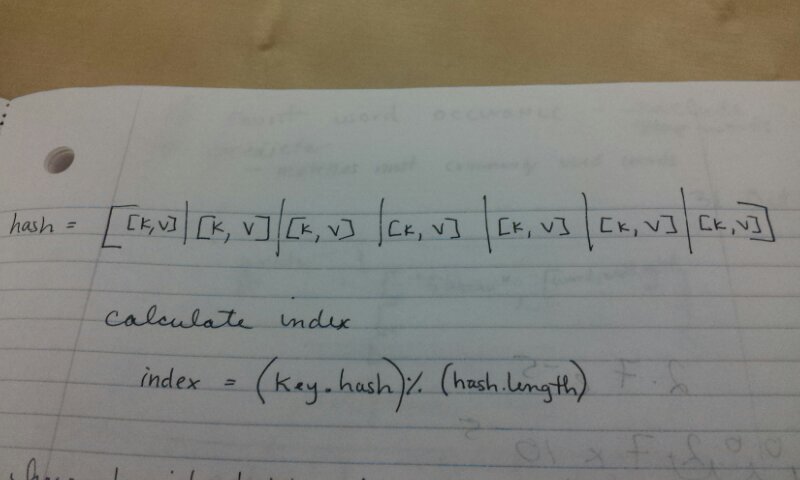 hash = [[K,V]|[K, V]|[K, V]|[K, V]|[K, V]|[K, V]|[K,V]]
calculate index
index = (key.hash)% (hash.length)